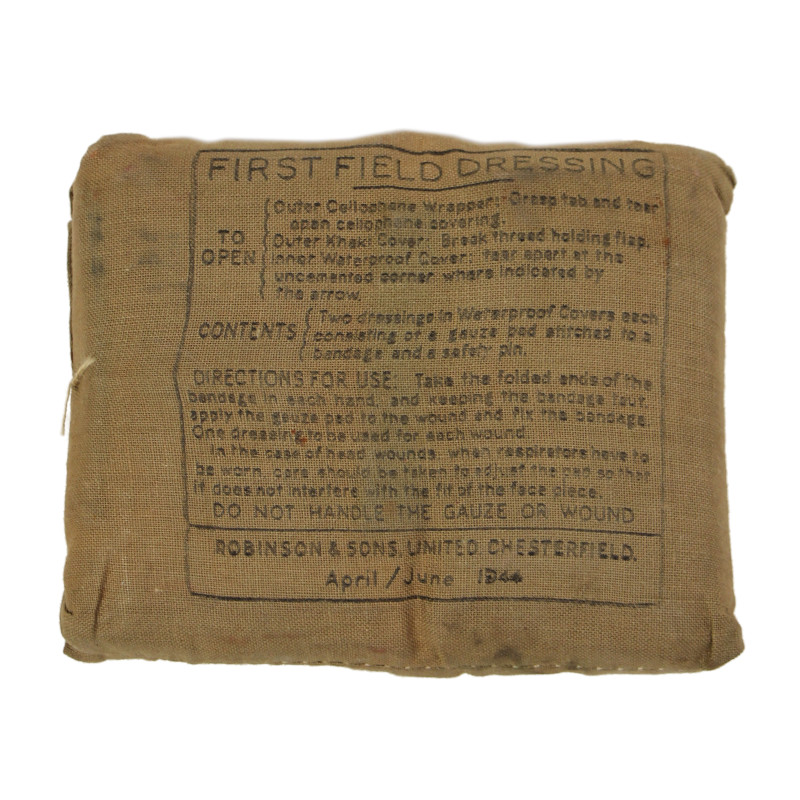 FIRST FIELD DRESSING
TO OPEN
Outer Cellophane Wrapper: Grasp tab and tear
open cellophane covering.
Outer Khaki Cover: Break thread holding flap.
Inner Waterproof Cover: Tear apart at the
uncemented corner where indicated by
the arrow.
CONTENTS
Two dressings in Waterproof Covers each
consisting of a gauze pad stitched to a
bandage and a safety pin.
DIRECTIONS FOR USE: Take the folded ends of the
bandage in each hand, and keeping the bandage taut,
apply the gauze pad to the wound and fix the bandage.
One dressing to be used for each wound.
In the case of head wounds, when respirators have to
be worn, care should be taken to adjust the pad so that
it does not interfere with the fit of the face piece.
DO NOT HANDLE THE GAUZE OR WOUND
ROBINSON & SONS LIMITED CHESTERFIELD.
April/June 1944